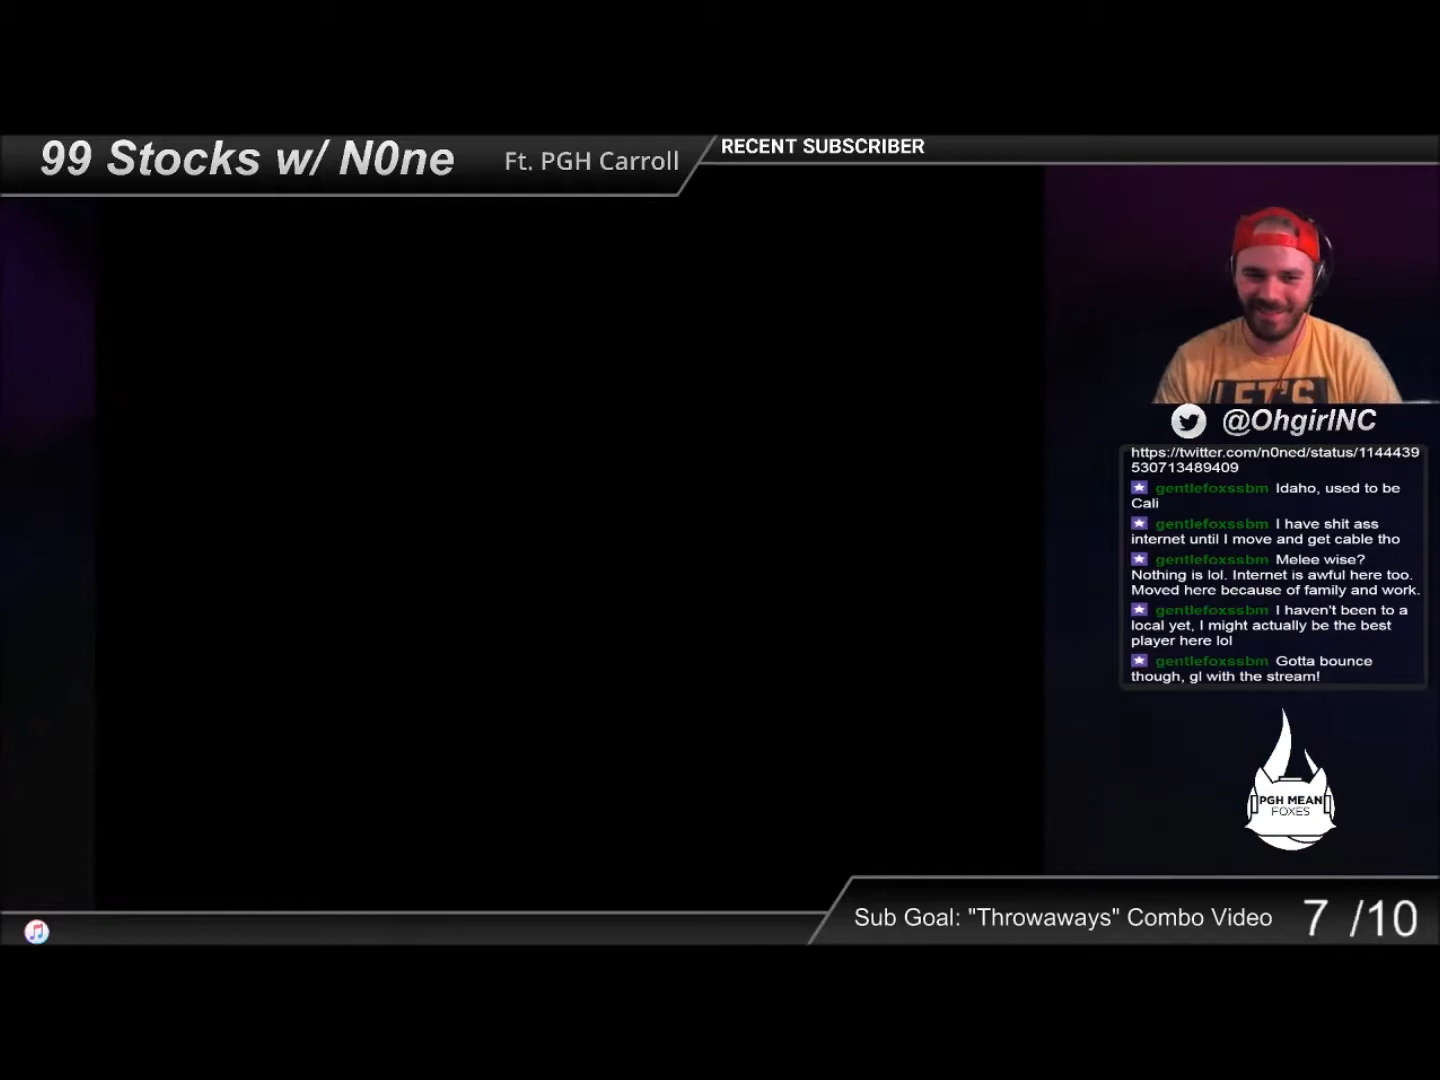 99 Stocks w/ N0ne
Ft. PGH Carroll
RECENT SUBSCRIBER
LET'S
@OhgirlNC
https://twitter.com/n0ned/status/1144439
530713489409
gentlefoxssbm Idaho, used to be
Cali
gentlefoxssbm I have shit ass
internet until I move and get cable tho
gentlefoxssbm Melee wise?
Nothing is lol. Internet is awful here too.
Moved here because of family and work.
gentlefoxssbm I haven't been to a
local yet, I might actually be the best
player here lol
gentlefoxssbm Gotta bounce
though, gl with the stream!
PGH MEAN
FOXES
Sub Goal: "Throwaways" Combo Video 7 /10